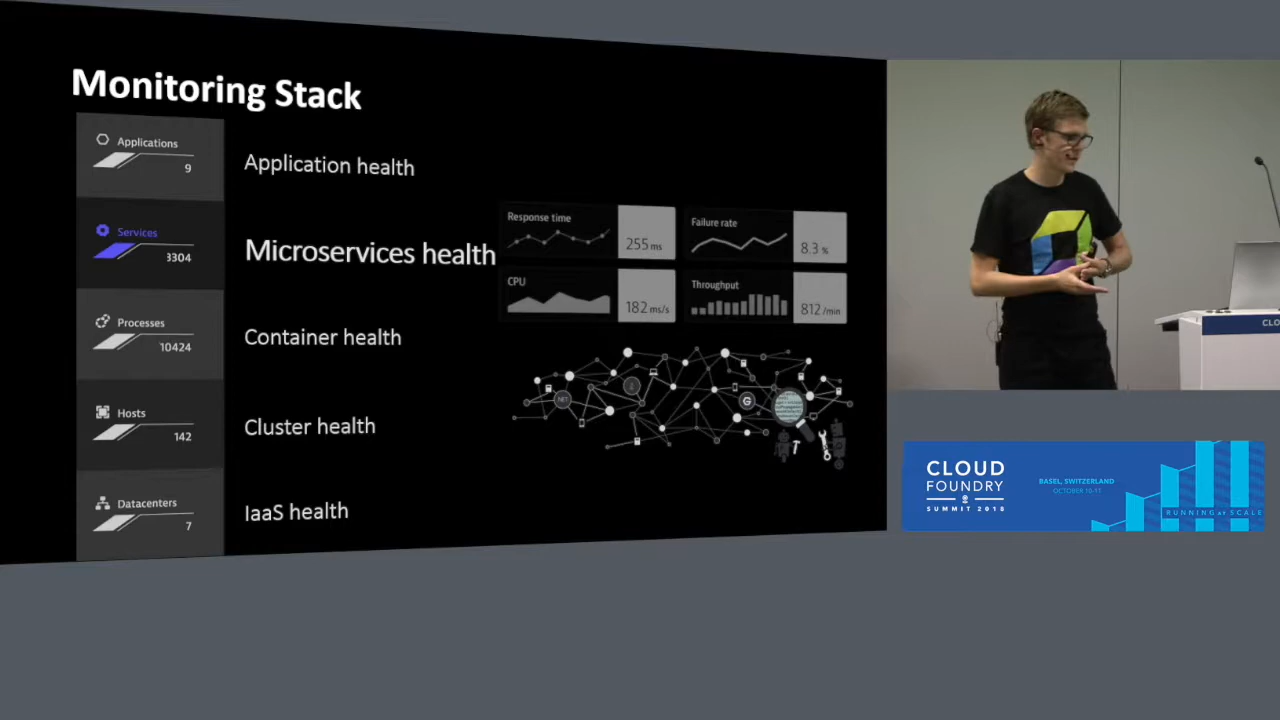 Monitoring Stack
Applications
9
Application health
Services
3304
Microservices health
Response time
255 ms
Failure rate
8.3 %
CPU
182 ms/s
Throughput
812 /min
Processes
10424
Container health
.NET
G
Hosts
142
Cluster health
Datacenters
7
IaaS health
CLO
CLOUD
FOUNDRY
SUMMIT 2018
BASEL, SWITZERLAND
OCTOBER 10-11
RUNNING AT SCALE